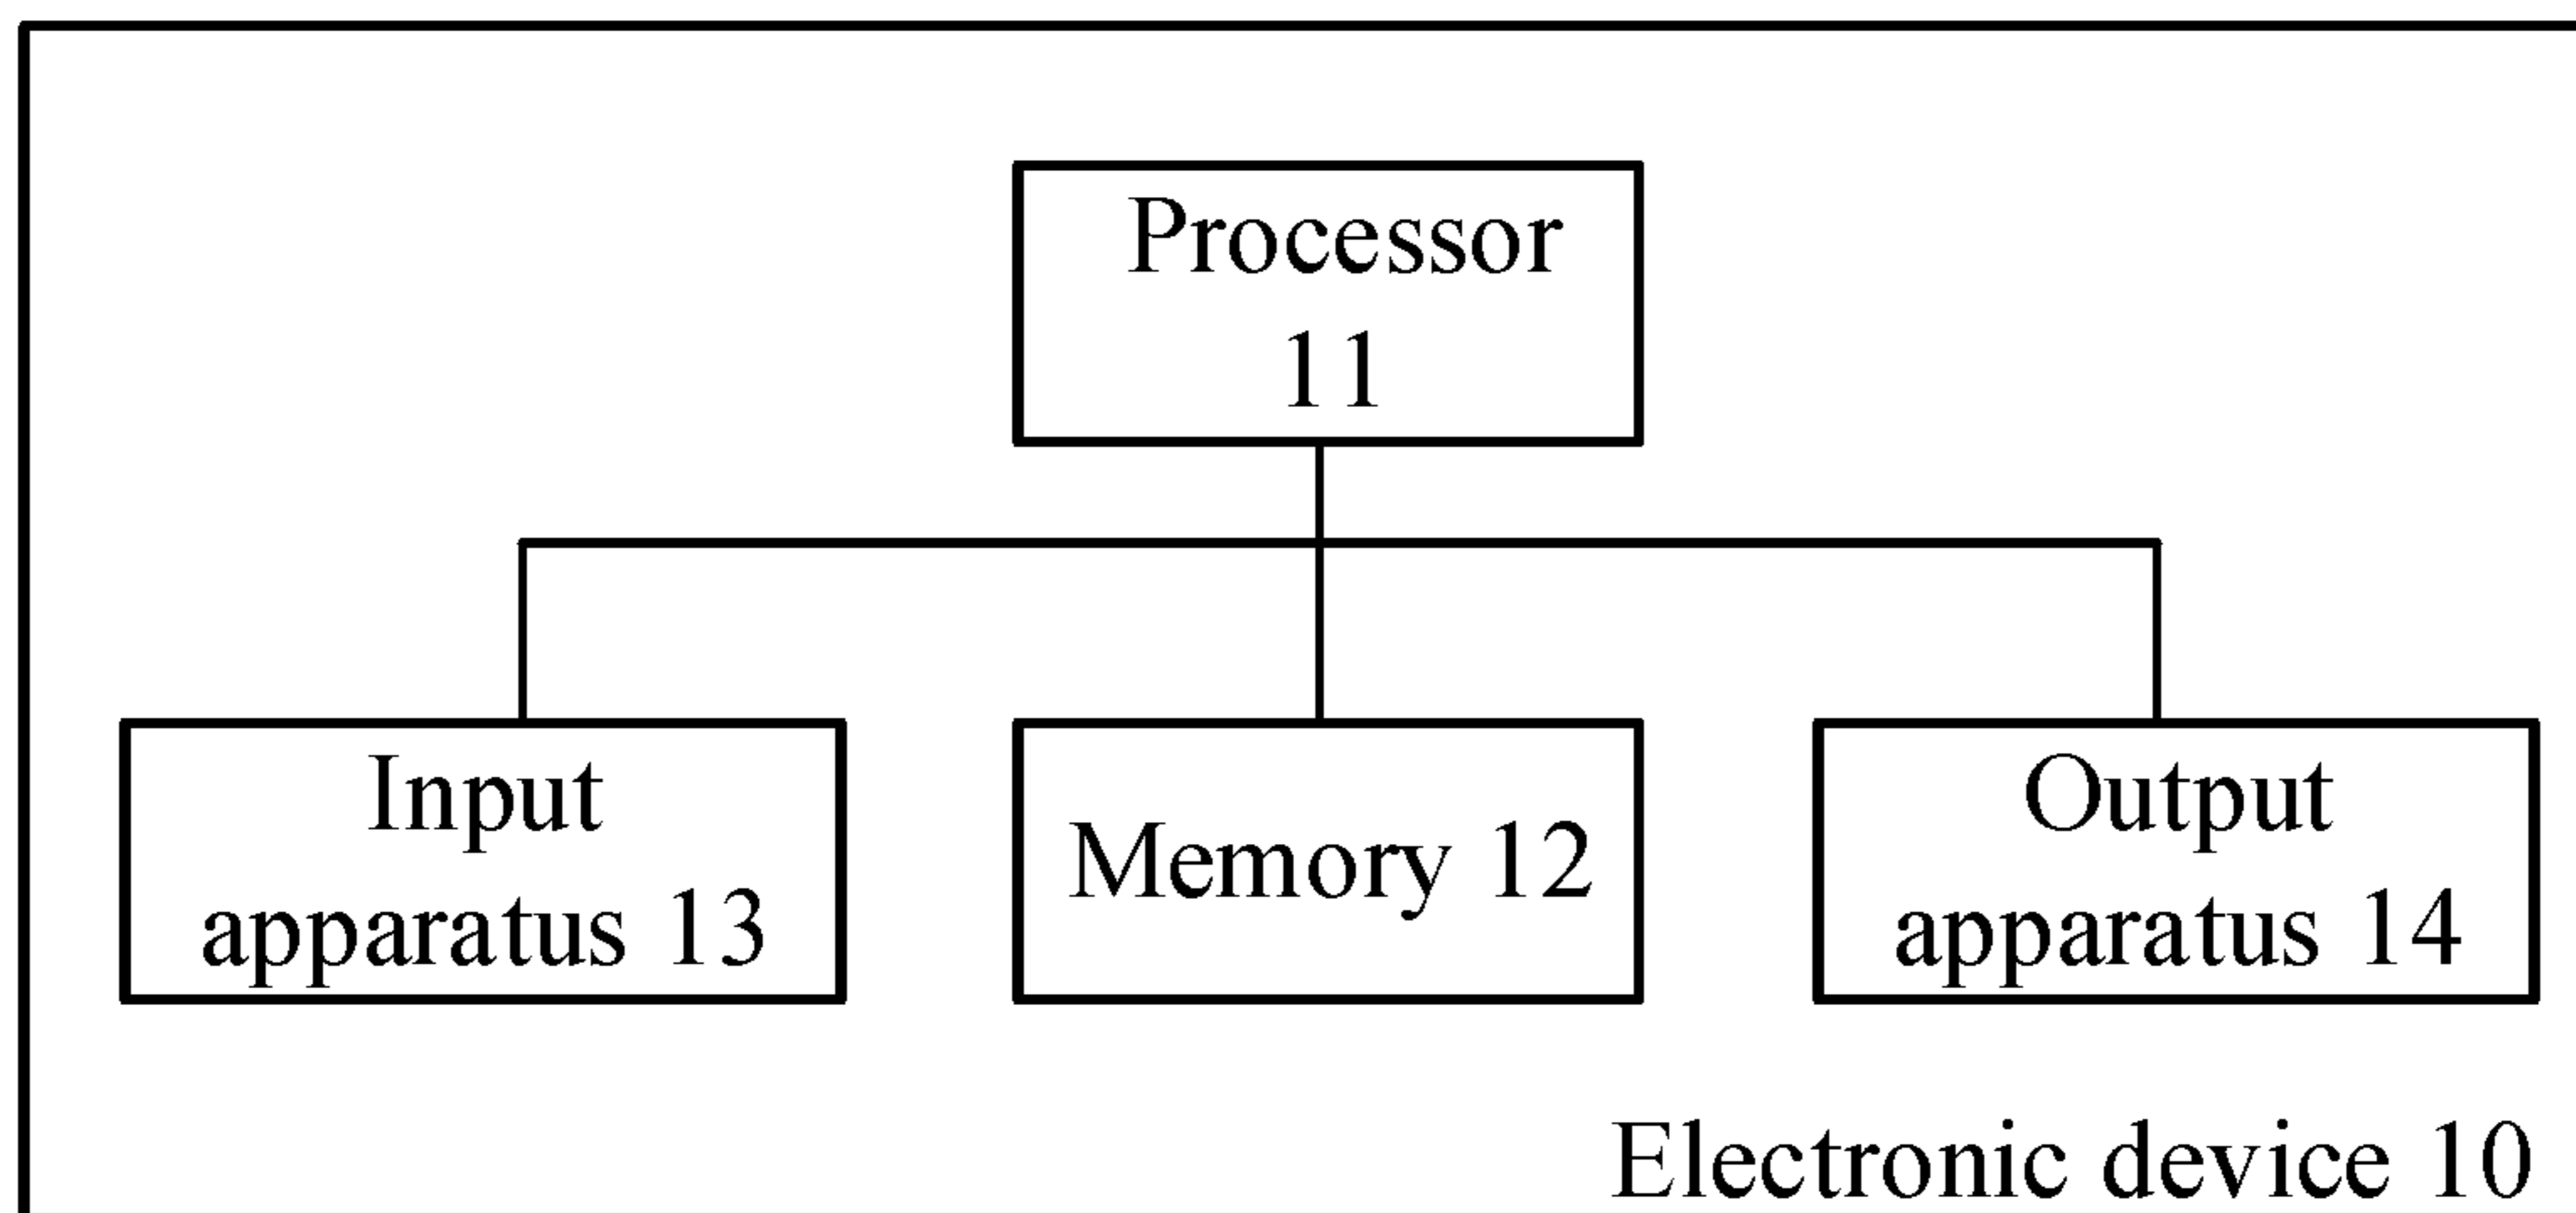 Processor
11
Input
apparatus 13
Memory 12
Output
apparatus 14
Electronic device 10